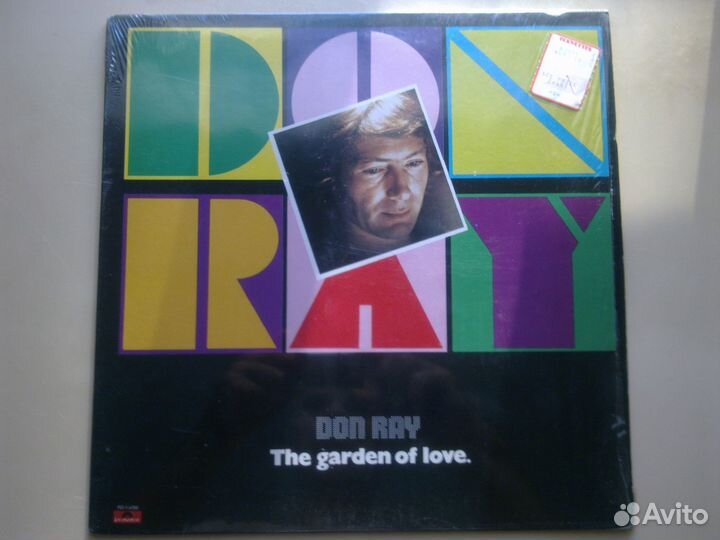 DON
RAY
DON RAY
The garden of love.
Avito